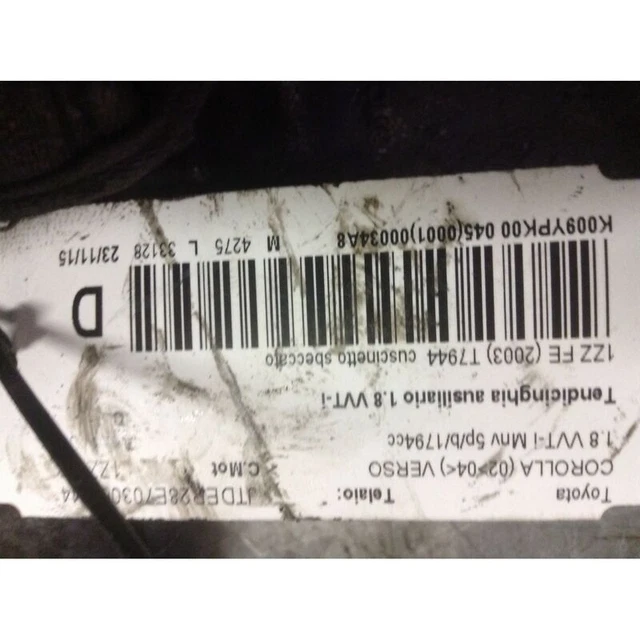 Toyota Telaio:
COROLLA (02>04<) VERSO C.Mot >
1.8 VVT-i Mnv 5p/b/1794cc
Tendicinghia ausiliario 1.8 VVT-i
1ZZ FE (2003) T7944 cuscinetto sbeccato
D
K009YPK00 045(0001)00034A8
M 4275 L 33128 23/11/15